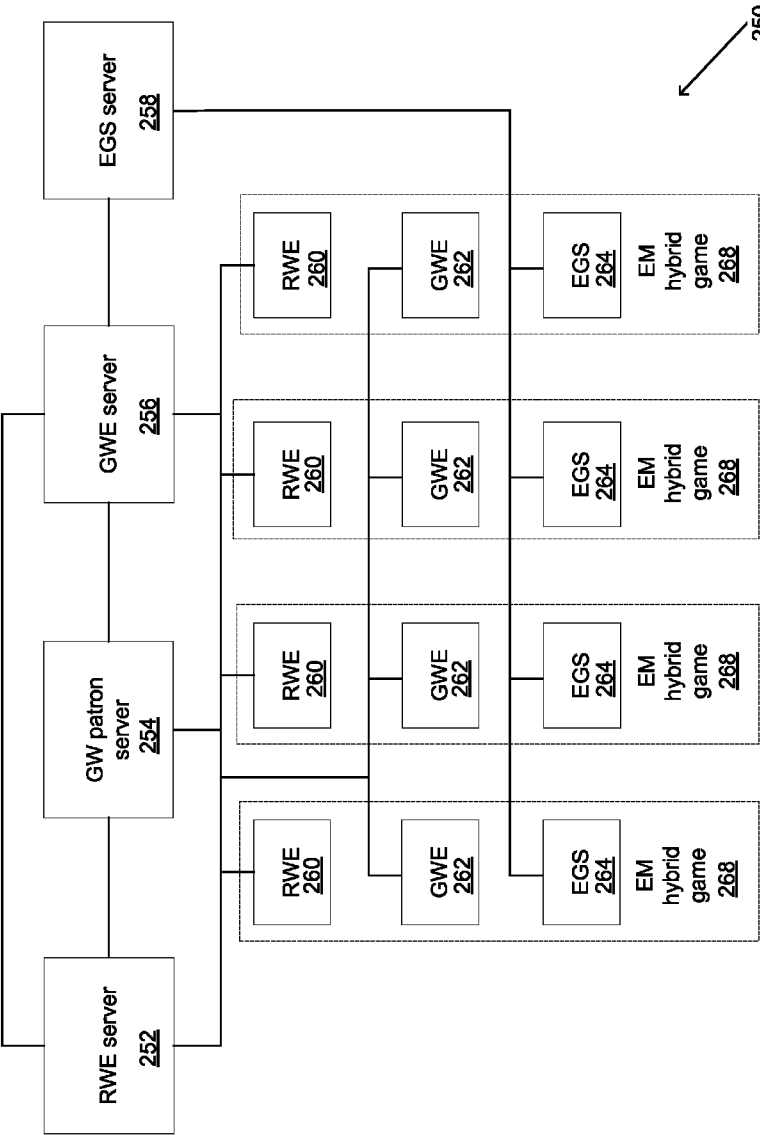 RWE server
252
GW patron
server
254
GWE server
256
EGS server
258
RWE
260
GWE
262
EGS
264
EM
hybrid
game
268
RWE
260
GWE
262
EGS
264
EM
hybrid
game
268
RWE
260
GWE
262
EGS
264
EM
hybrid
game
268
RWE
260
GWE
262
EGS
264
EM
hybrid
game
268
250